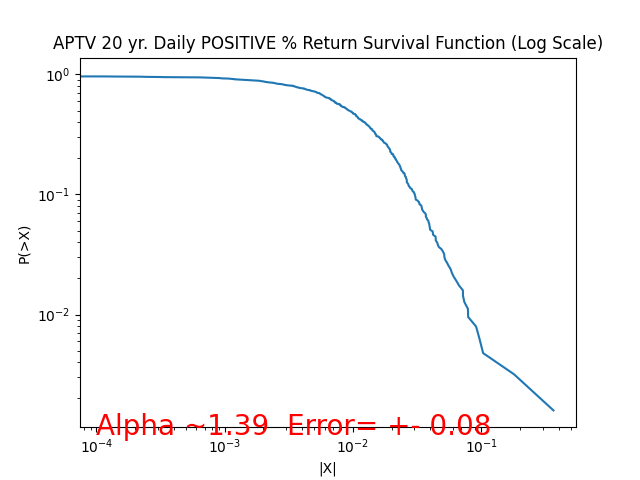 APTV 20 yr. Daily POSITIVE % Return Survival Function (Log Scale)
10⁰
10⁻¹
10⁻²
P(>X)
Alpha ~1.39 Error= +- 0.08
10⁻⁴ 10⁻³ 10⁻² 10⁻¹
|X|